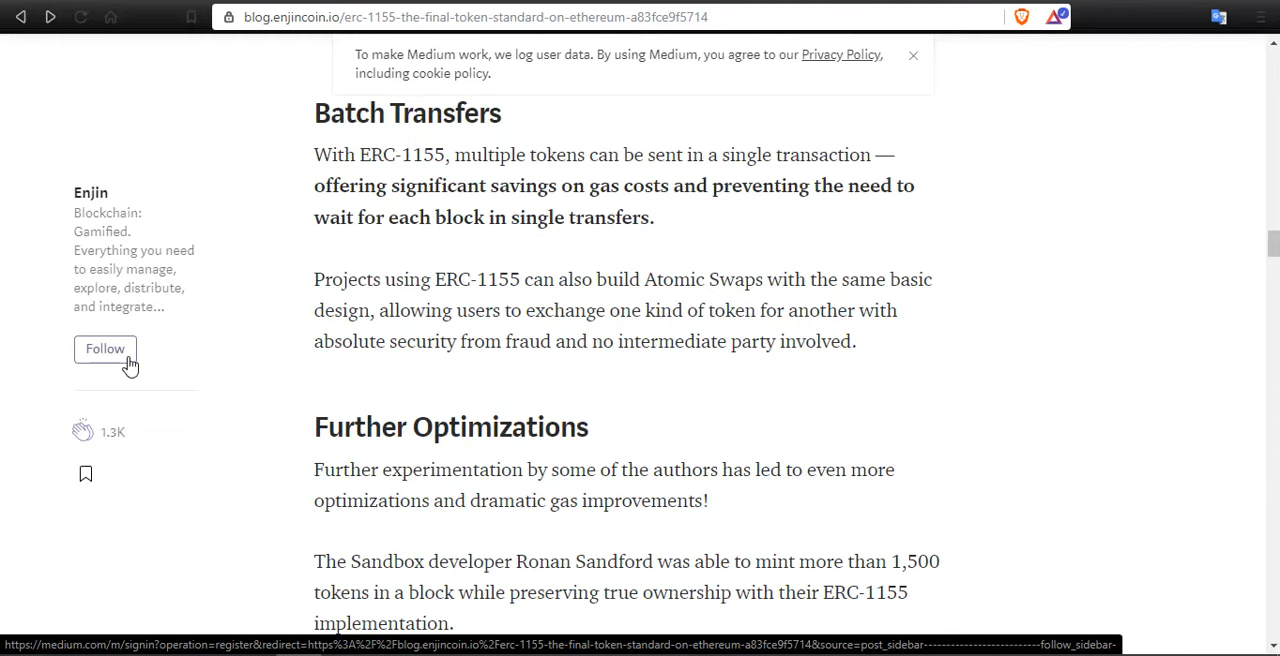 blog.enjincoin.io/erc-1155-the-final-token-standard-on-ethereum-a83fce9f5714
To make Medium work, we log user data. By using Medium, you agree to our Privacy Policy,
including cookie policy.
Batch Transfers
With ERC-1155, multiple tokens can be sent in a single transaction —
offering significant savings on gas costs and preventing the need to
wait for each block in single transfers.
Enjin
Blockchain:
Gamified.
Everything you need
to easily manage,
explore, distribute,
and integrate...
Follow
1.3K
Projects using ERC-1155 can also build Atomic Swaps with the same basic
design, allowing users to exchange one kind of token for another with
absolute security from fraud and no intermediate party involved.
Further Optimizations
Further experimentation by some of the authors has led to even more
optimizations and dramatic gas improvements!
The Sandbox developer Ronan Sandford was able to mint more than 1,500
tokens in a block while preserving true ownership with their ERC-1155
implementation.
https://medium.com/m/signin?operation=register&redirect=https%3A%2F%2Fblog.enjincoin.io%2Ferc-1155-the-final-token-standard-on-ethereum-a83fce9f5714&source=post_sidebar--------------------------follow_sidebar-